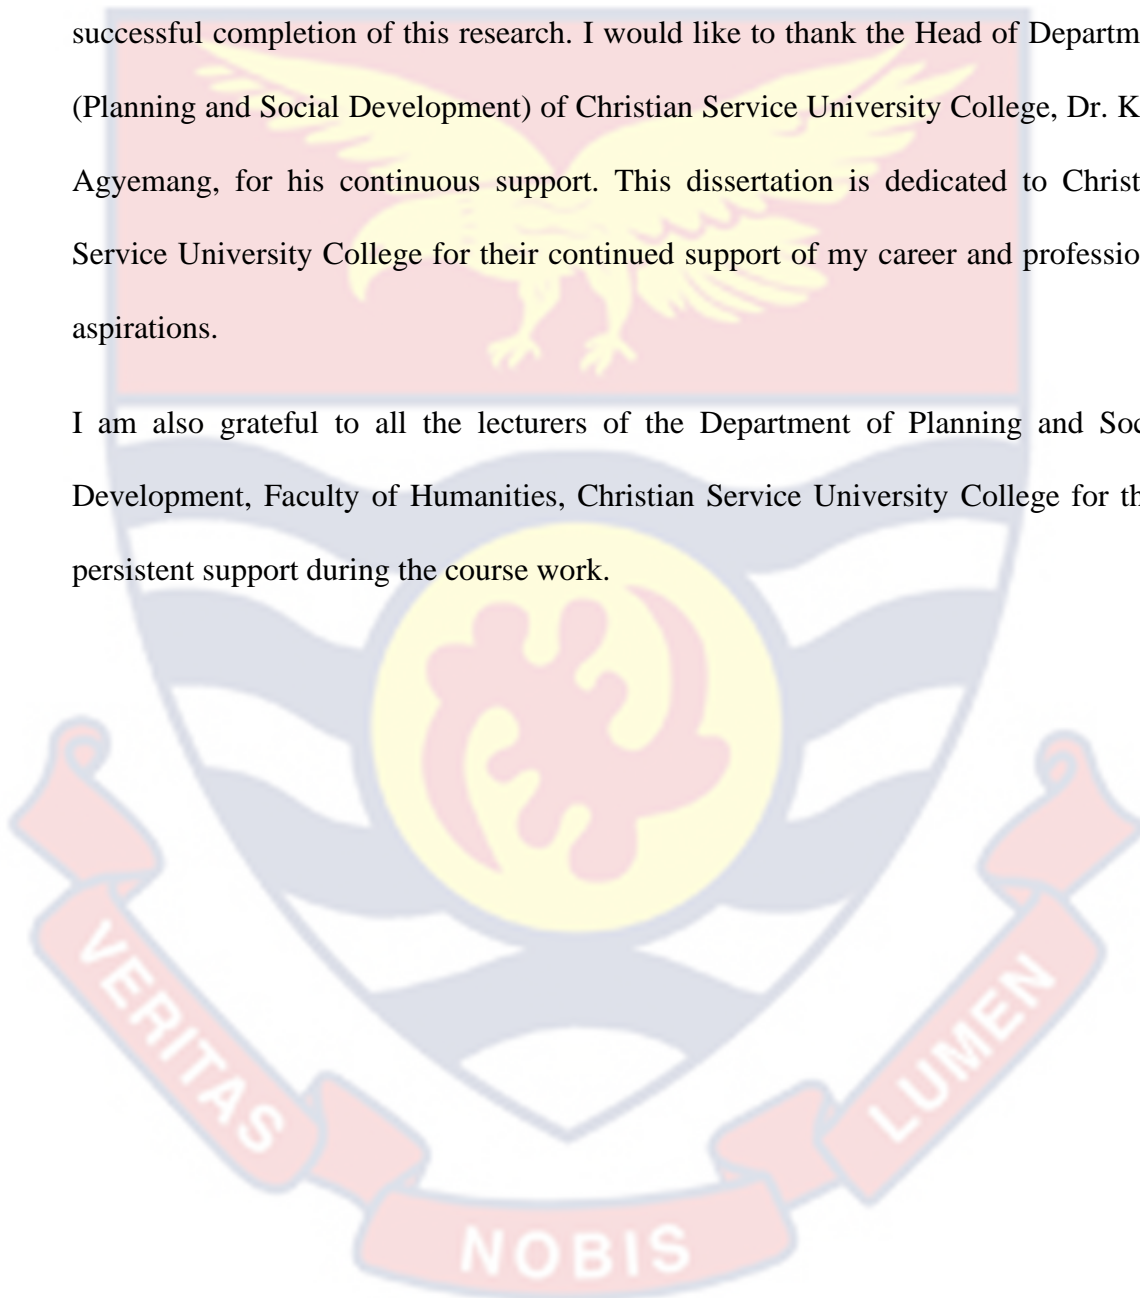 successful completion of this research. I would like to thank the Head of Departm
(Planning and Social Development) of Christian Service University College, Dr. K
Agyemang, for his continuous support. This dissertation is dedicated to Christ
Service University College for their continued support of my career and professio
aspirations.
I am also grateful to all the lecturers of the Department of Planning and Soc
Development, Faculty of Humanities, Christian Service University College for th
persistent support during the course work.
VERITAS
NOBIS
LUMEN